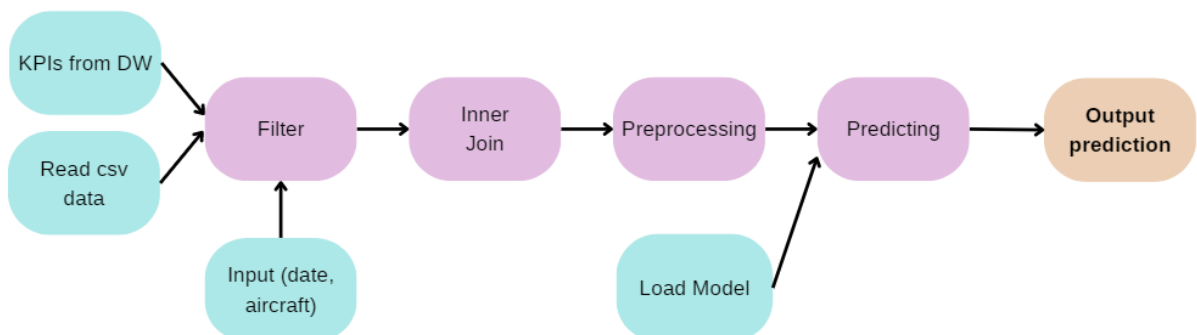 KPIs from DW
Read csv
data
Filter
Input (date,
aircraft)
Inner
Join
Preprocessing
Load Model
Predicting
Output
prediction